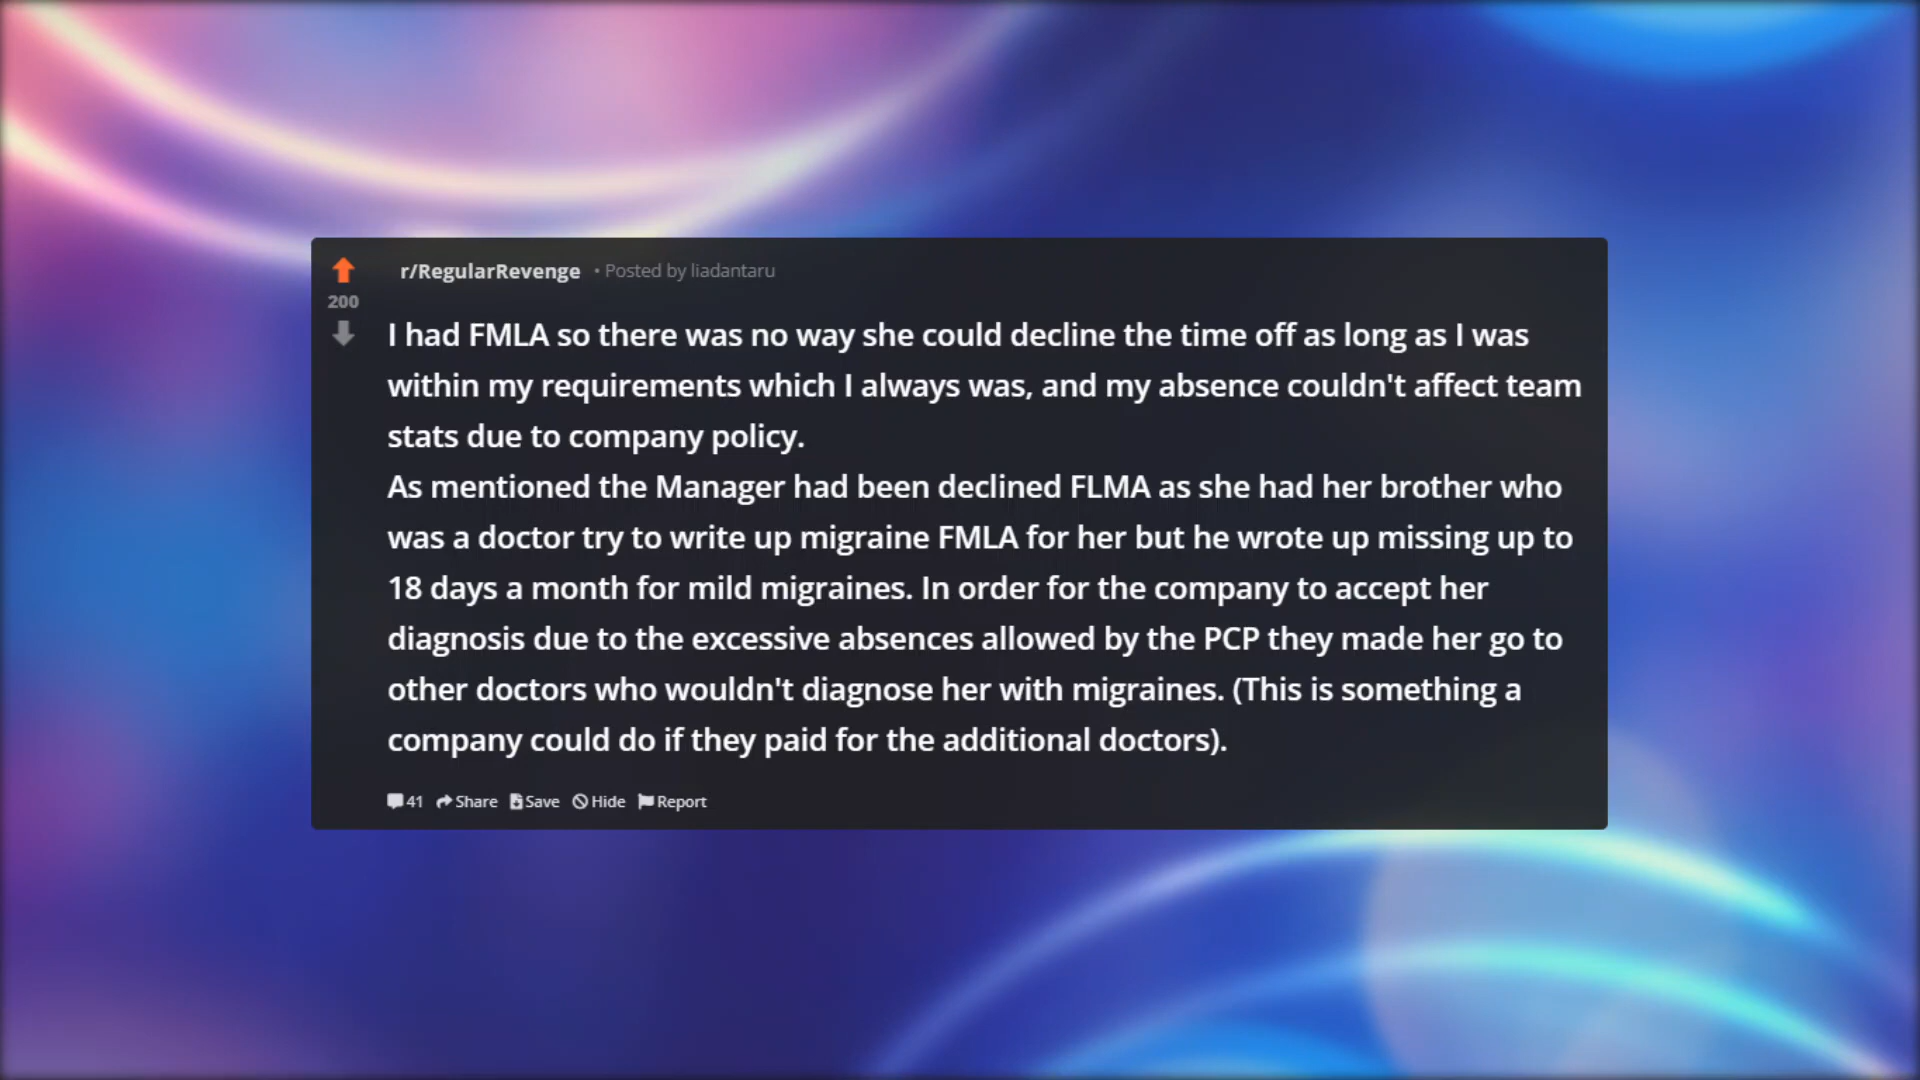 r/RegularRevenge • Posted by liadantaru
200
I had FMLA so there was no way she could decline the time off as long as I was
within my requirements which I always was, and my absence couldn't affect team
stats due to company policy.
As mentioned the Manager had been declined FLMA as she had her brother who
was a doctor try to write up migraine FMLA for her but he wrote up missing up to
18 days a month for mild migraines. In order for the company to accept her
diagnosis due to the excessive absences allowed by the PCP they made her go to
other doctors who wouldn't diagnose her with migraines. (This is something a
company could do if they paid for the additional doctors).
41 Share Save Hide Report